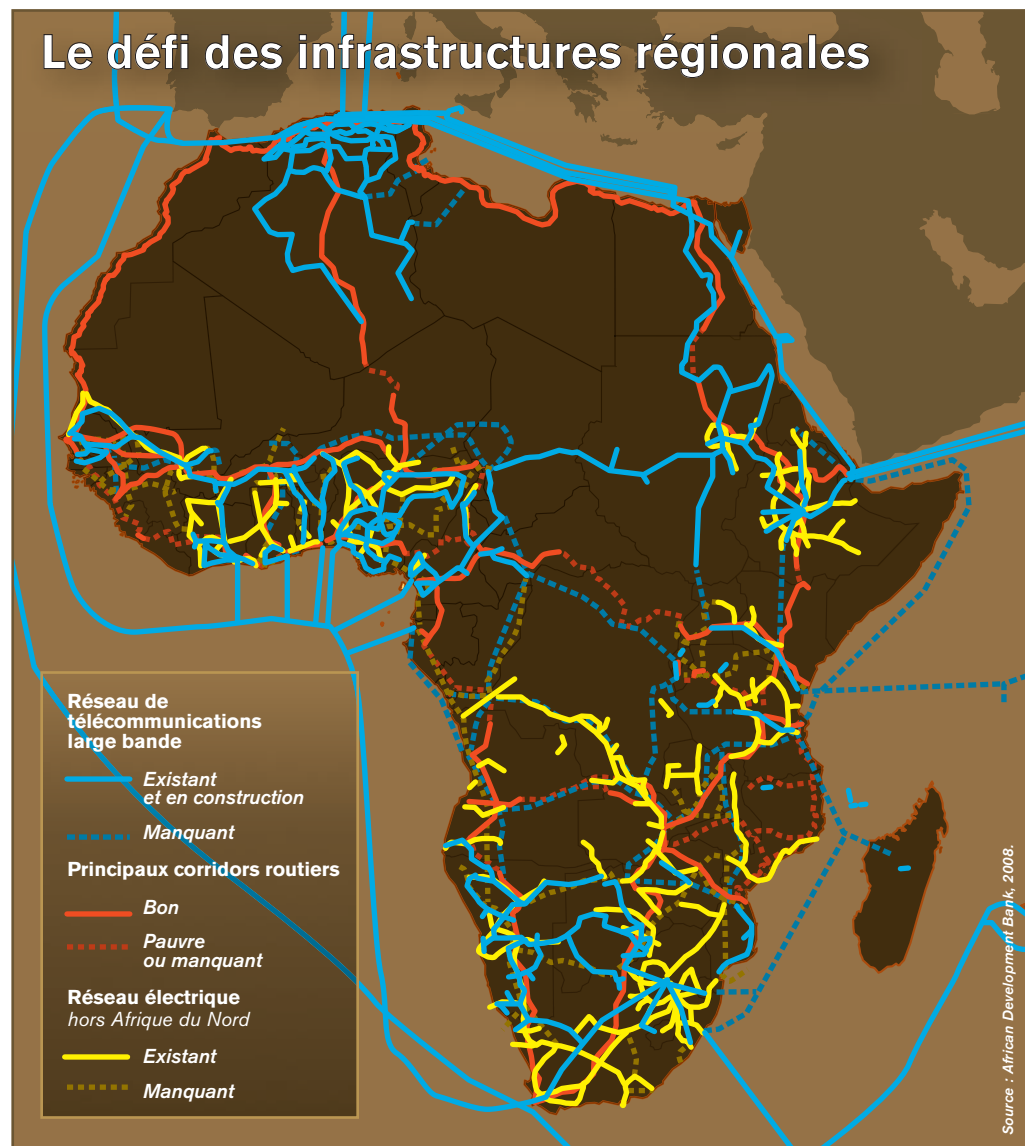 Le défi des infrastructures régionales
Réseau de
télécommunications
large bande
Existant
et en construction
Manquant
Principaux corridors routiers
Bon
Pauvre
ou manquant
Réseau électrique
hors Afrique du Nord
Existant
Manquant
Source : African Development Bank, 2008.